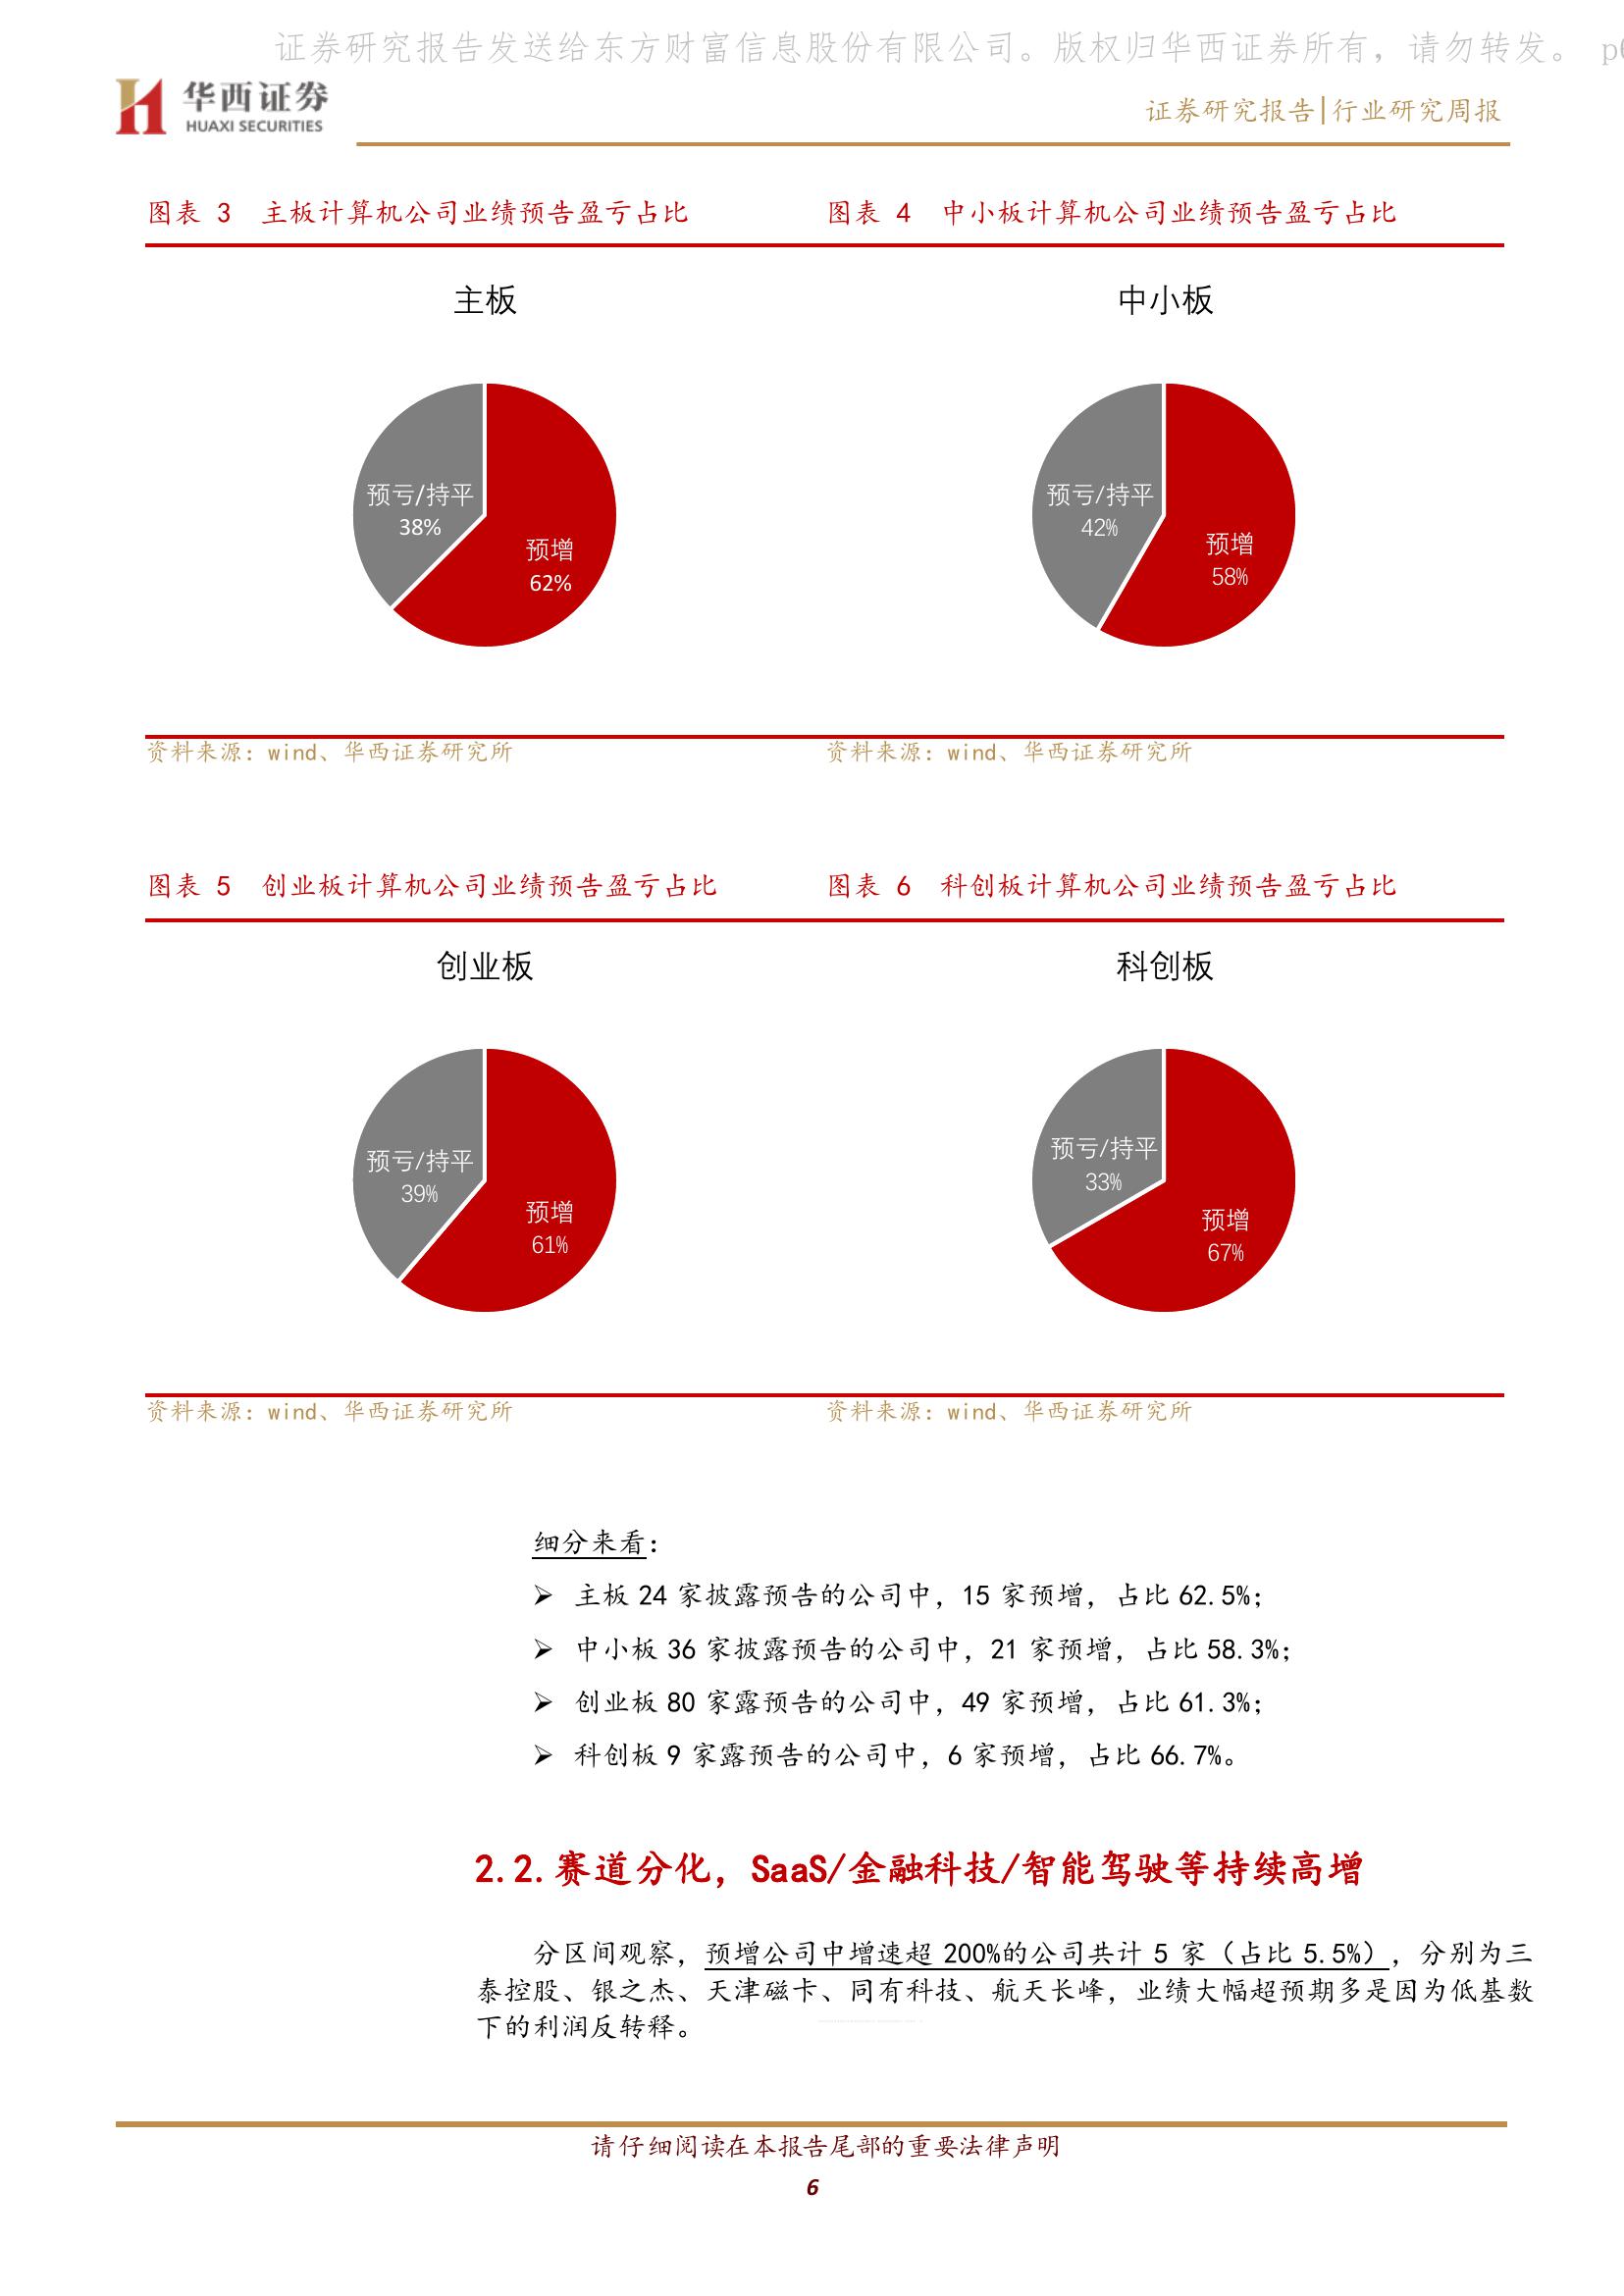 证券研究报告发送给东方财富信息股份有限公司。版权归华西证券所有，请勿转发。 p6
华西证券
HUAXI SECURITIES
证券研究报告|行业研究周报
图表 3 主板计算机公司业绩预告盈亏占比
图表 4 中小板计算机公司业绩预告盈亏占比
主板
中小板
预亏/持平
38%
预增
62%
预亏/持平
42%
预增
58%
资料来源：wind、华西证券研究所
资料来源：wind、华西证券研究所
图表 5 创业板计算机公司业绩预告盈亏占比
图表 6 科创板计算机公司业绩预告盈亏占比
创业板
科创板
预亏/持平
39%
预增
61%
预亏/持平
33%
预增
67%
资料来源：wind、华西证券研究所
资料来源：wind、华西证券研究所
细分来看：
➢ 主板 24 家披露预告的公司中，15 家预增，占比 62.5%；
➢ 中小板 36 家披露预告的公司中，21 家预增，占比 58.3%；
➢ 创业板 80 家露预告的公司中，49 家预增，占比 61.3%；
➢ 科创板 9 家露预告的公司中，6 家预增，占比 66.7%。
2.2.赛道分化，SaaS/金融科技/智能驾驶等持续高增
分区间观察，预增公司中增速超 200%的公司共计 5 家（占比 5.5%），分别为三
泰控股、银之杰、天津磁卡、同有科技、航天长峰，业绩大幅超预期多是因为低基数
下的利润反转释。
请仔细阅读在本报告尾部的重要法律声明
6